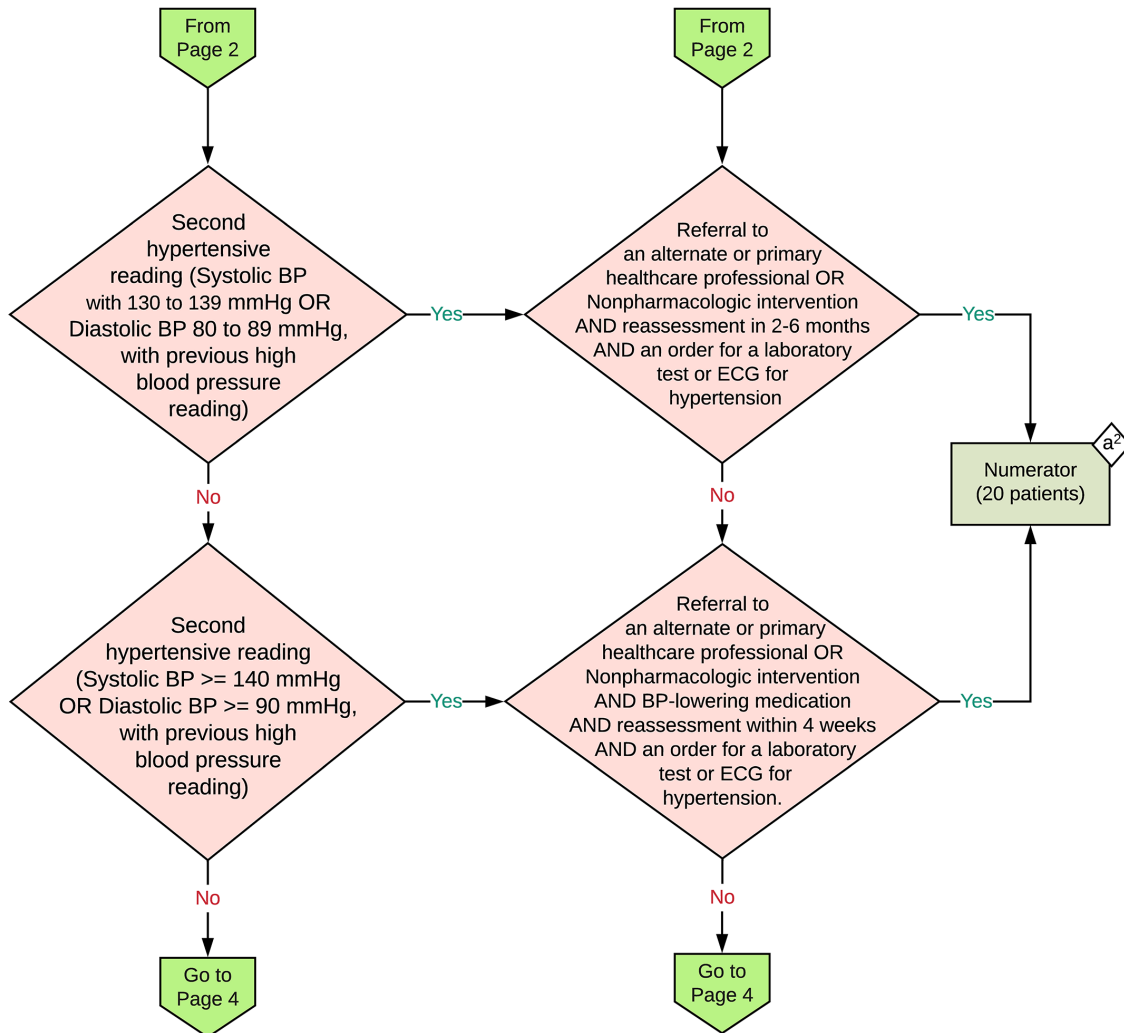 From
Page 2
From
Page 2
Second
hypertensive
reading (Systolic BP
with 130 to 139 mmHg OR
Diastolic BP 80 to 89 mmHg,
with previous high
blood pressure
reading)
Yes
Referral to
an alternate or primary
healthcare professional OR
Nonpharmacologic intervention
AND reassessment in 2-6 months
AND an order for a laboratory
test or ECG for
hypertension
Yes
a²
Numerator
(20 patients)
No
No
Second
hypertensive reading
(Systolic BP >= 140 mmHg
OR Diastolic BP >= 90 mmHg,
with previous high
blood pressure
reading)
Yes
Referral to
an alternate or primary
healthcare professional OR
Nonpharmacologic intervention
AND BP-lowering medication
AND reassessment within 4 weeks
AND an order for a laboratory
test or ECG for
hypertension.
Yes
No
No
Go to
Page 4
Go to
Page 4